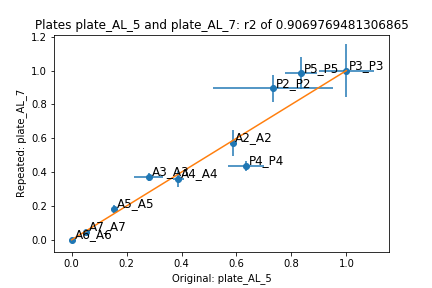 Plates plate_AL_5 and plate_AL_7: r2 of 0.9069769481306865
1.2
1.0
0.8
0.6
0.4
0.2
0.0
Repeated: plate_AL_7
P3_P3
P5_P5
P2_P2
A2_A2
P4_P4
A3_A3
A4_A4
A5_A5
A7_A7
A6_A6
0.0 0.2 0.4 0.6 0.8 1.0
Original: plate_AL_5